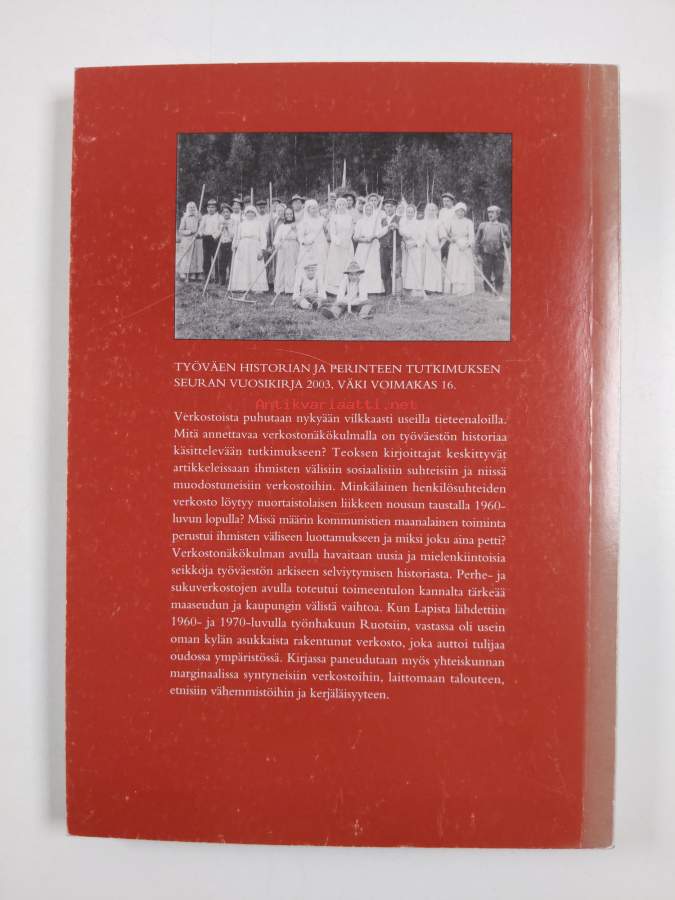 TYÖVÄEN HISTORIAN JA PERINTEEN TUTKIMUKSEN
SEURAN VUOSIKIRJA 2003, VÄKI VOIMAKAS 16.
Antikvariaatti.net
Verkostoista puhutaan nykyään vilkkaasti useilla tieteenaloilla.
Mitä annettavaa verkostonäkökulmalla on työväestön historiaa
käsittelevään tutkimukseen? Teoksen kirjoittajat keskittyvät
artikkeleissaan ihmisten välisiin sosiaalisiin suhteisiin ja niissä
muodostuneisiin verkostoihin. Minkälainen henkilösuhteiden
verkosto löytyy nuortaistolaisen liikkeen nousun taustalla 1960-
luvun lopulla? Missä määrin kommunistien maanalainen toiminta
perustui ihmisten väliseen luottamukseen ja miksi joku aina petti?
Verkostonäkökulman avulla havaitaan uusia ja mielenkiintoisia
seikkoja työväestön arkiseen selviytymisen historiasta. Perhe- ja
sukuverkostojen avulla toteutui toimeentulon kannalta tärkeää
maaseudun ja kaupungin välistä vaihtoa. Kun Lapista lähdettiin
1960- ja 1970-luvulla työnhakuun Ruotsiin, vastassa oli usein
oman kylän asukkaista rakentunut verkosto, joka auttoi tulijaa
oudossa ympäristössä. Kirjassa paneudutaan myös yhteiskunnan
marginaalissa syntyneisiin verkostoihin, laittomaan talouteen,
etnisiin vähemmistöihin ja kerjäläisyyteen.